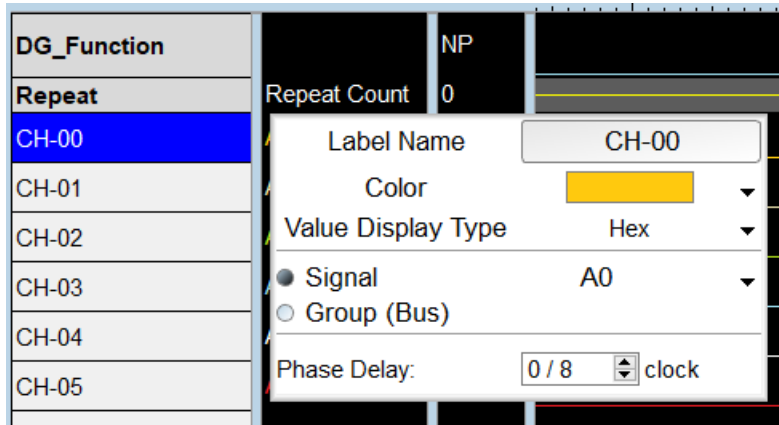 DG_Function NP
Repeat Repeat Count 0
CH-00
Label Name CH-00
CH-01
Color
CH-02
Value Display Type Hex
CH-03
Signal A0
Group (Bus)
CH-04
Phase Delay: 0 / 8 clock
CH-05